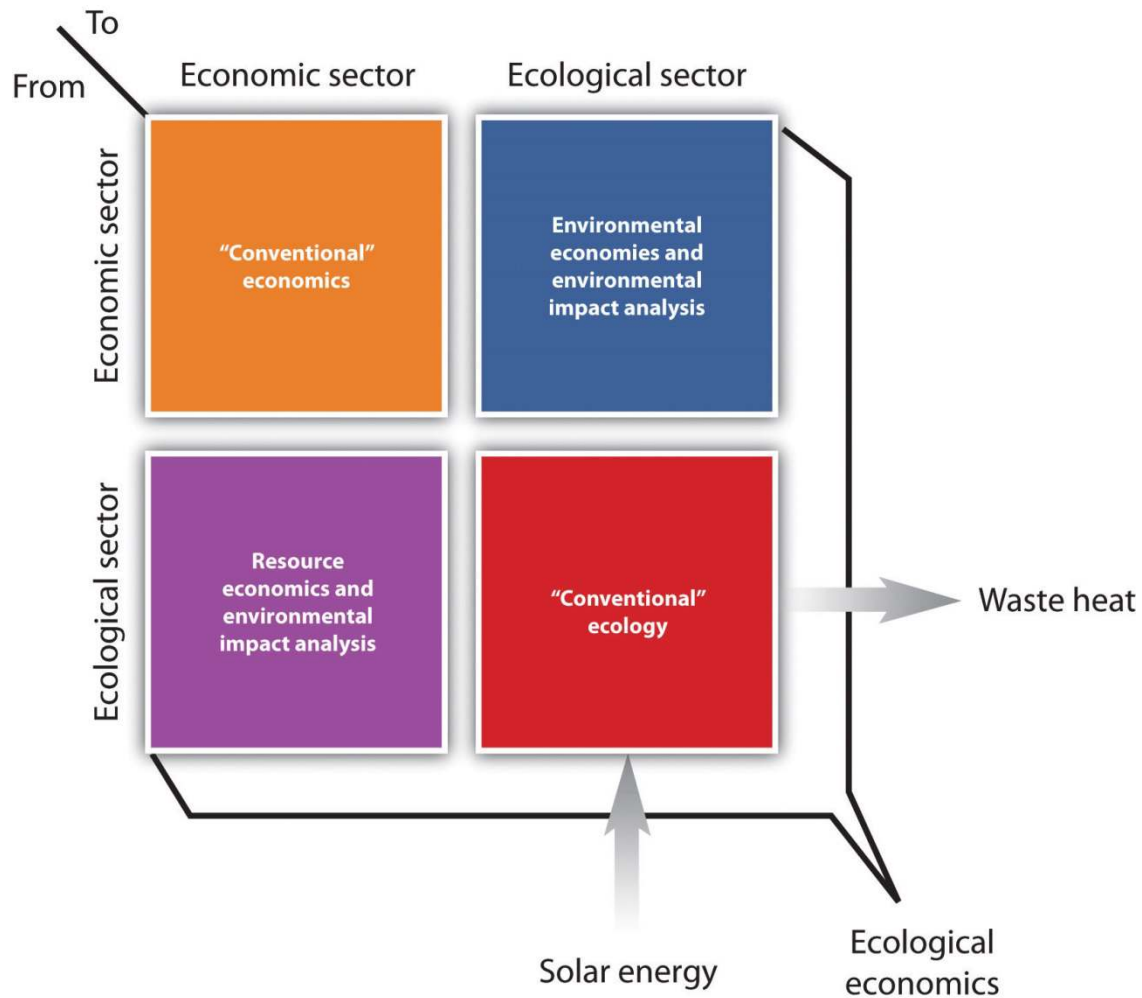 To
From
Economic sector
Ecological sector
Economic sector
“Conventional”
economics
Environmental
economies and
environmental
impact analysis
Ecological sector
Resource
economics and
environmental
impact analysis
“Conventional”
ecology
Waste heat
Solar energy
Ecological
economics